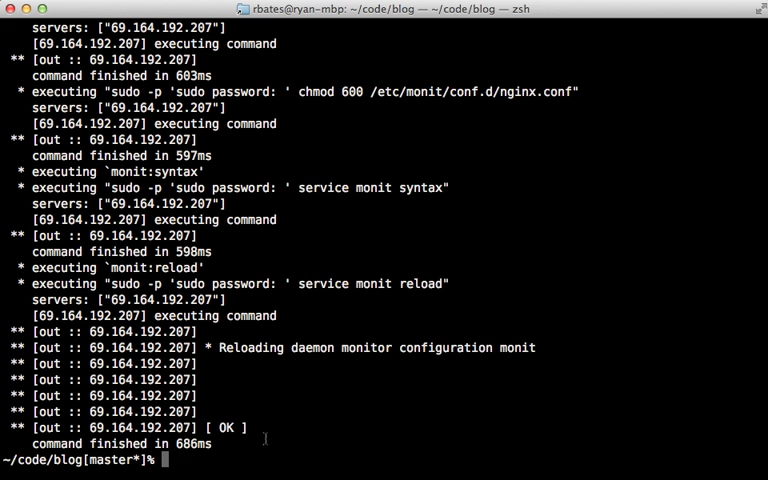 rbates@ryan-mbp: ~/code/blog — ~/code/blog — zsh
servers: ["69.164.192.207"]
[69.164.192.207] executing command
** [out :: 69.164.192.207]
command finished in 603ms
* executing "sudo -p 'sudo password: ' chmod 600 /etc/monit/conf.d/nginx.conf"
servers: ["69.164.192.207"]
[69.164.192.207] executing command
** [out :: 69.164.192.207]
command finished in 597ms
* executing `monit:syntax'
* executing "sudo -p 'sudo password: ' service monit syntax"
servers: ["69.164.192.207"]
[69.164.192.207] executing command
** [out :: 69.164.192.207]
command finished in 598ms
* executing `monit:reload'
* executing "sudo -p 'sudo password: ' service monit reload"
servers: ["69.164.192.207"]
[69.164.192.207] executing command
** [out :: 69.164.192.207]
** [out :: 69.164.192.207] * Reloading daemon monitor configuration monit
** [out :: 69.164.192.207]
** [out :: 69.164.192.207]
** [out :: 69.164.192.207]
** [out :: 69.164.192.207]
** [out :: 69.164.192.207] [ OK ]
command finished in 686ms
~/code/blog[master*]%